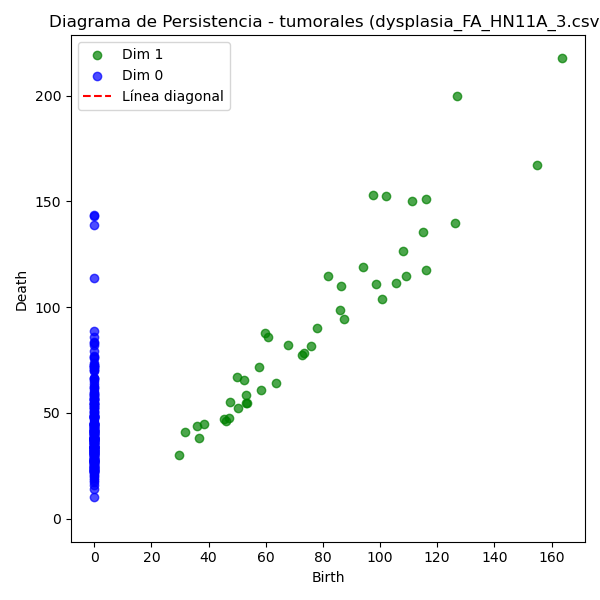 Diagrama de Persistencia - tumorales (dysplasia_FA_HN11A_3.csv
Dim 1
Dim 0
Línea diagonal
Death
200
150
100
50
0
0 20 40 60 80 100 120 140 160
Birth